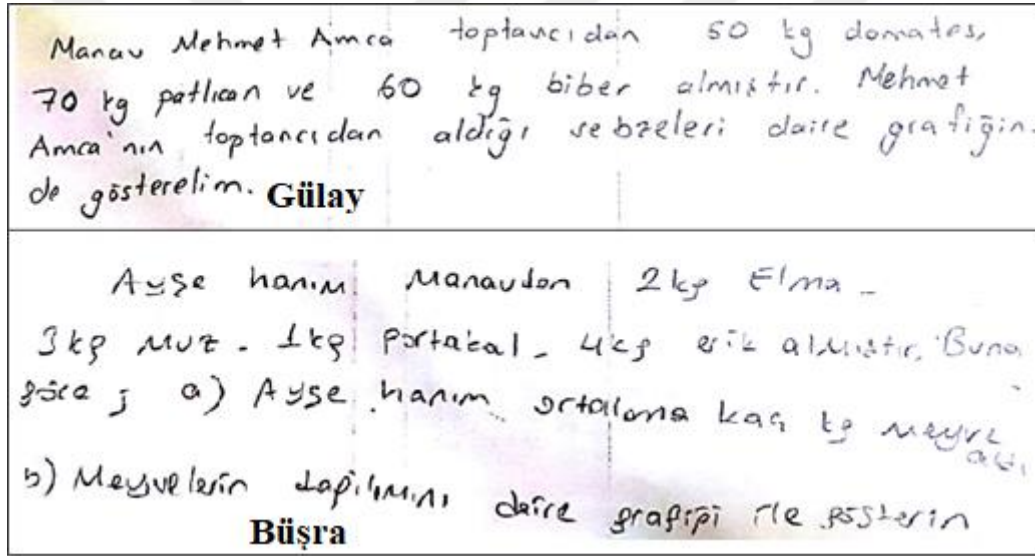 Manav Mehmet Amca toptancıdan 50 kg domates,
70 kg patlıcan ve 60 kg biber almıştır. Mehmet
Amca'nın toptancıdan aldığı sebzeleri daire grafiğin
de gösterelim. Gülay
Ayşe hanım Manavdan 2kg Elma -
3kg Muz - 1kg portakal - 4kg erik almıştır. Buna
göre ; a) Ayşe hanım ortalama kaç kg meyve
aldı
b) Meyvelerin dağılımını daire grafiği ile gösterin
Büşra